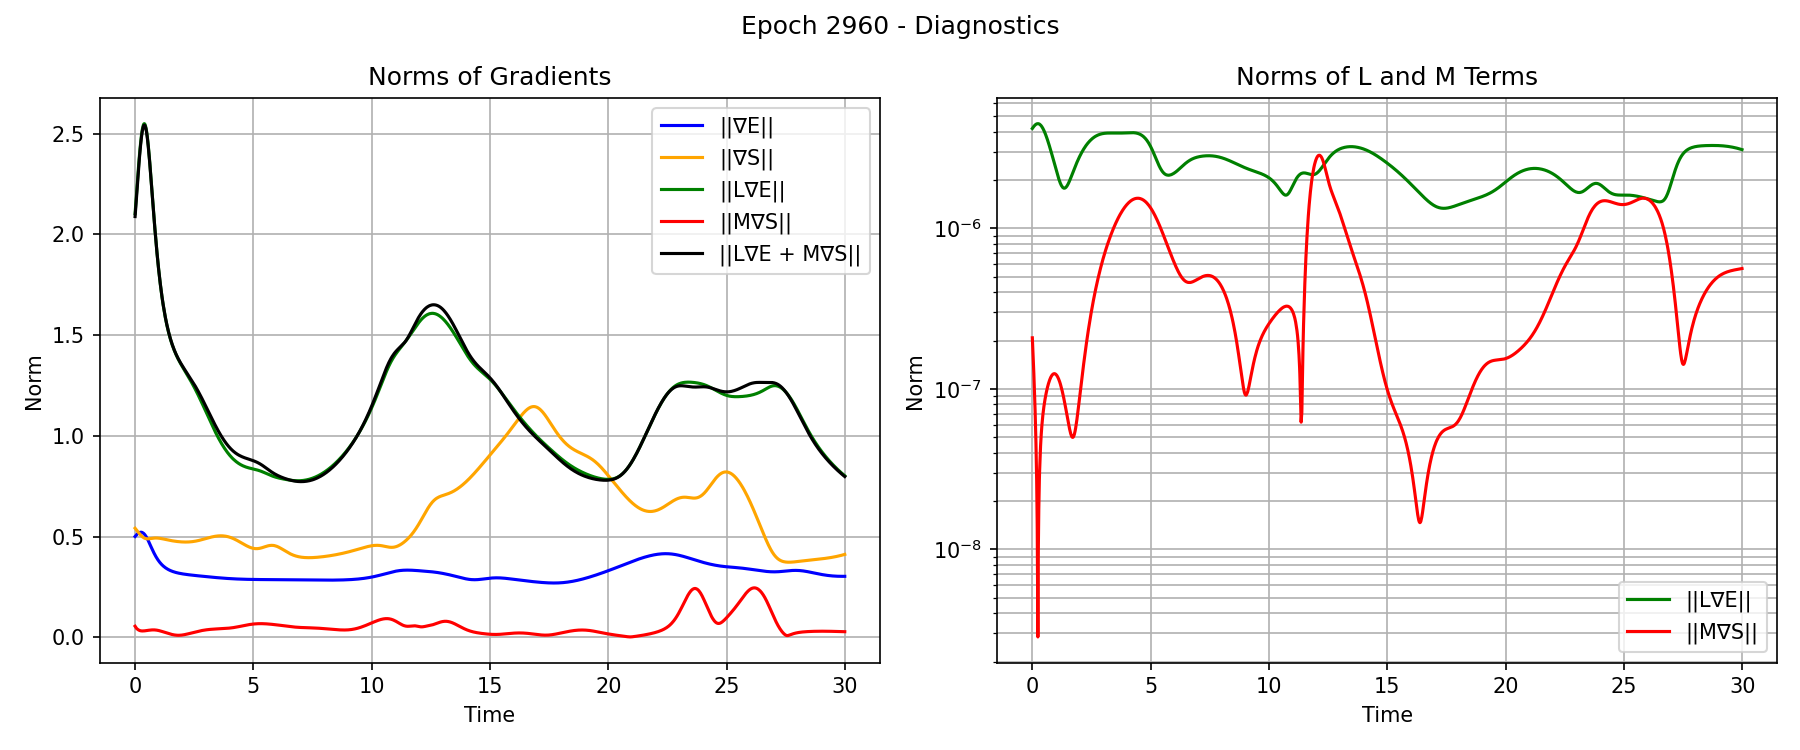 Epoch 2960 - Diagnostics
Norms of Gradients
Norm
2.5
2.0
1.5
1.0
0.5
0.0
||∇E||
||∇S||
||L∇E||
||M∇S||
||L∇E + M∇S||
0 5 10 15 20 25 30
Time
Norms of L and M Terms
Norm
10⁻⁶
10⁻⁷
10⁻⁸
||L∇E||
||M∇S||
0 5 10 15 20 25 30
Time